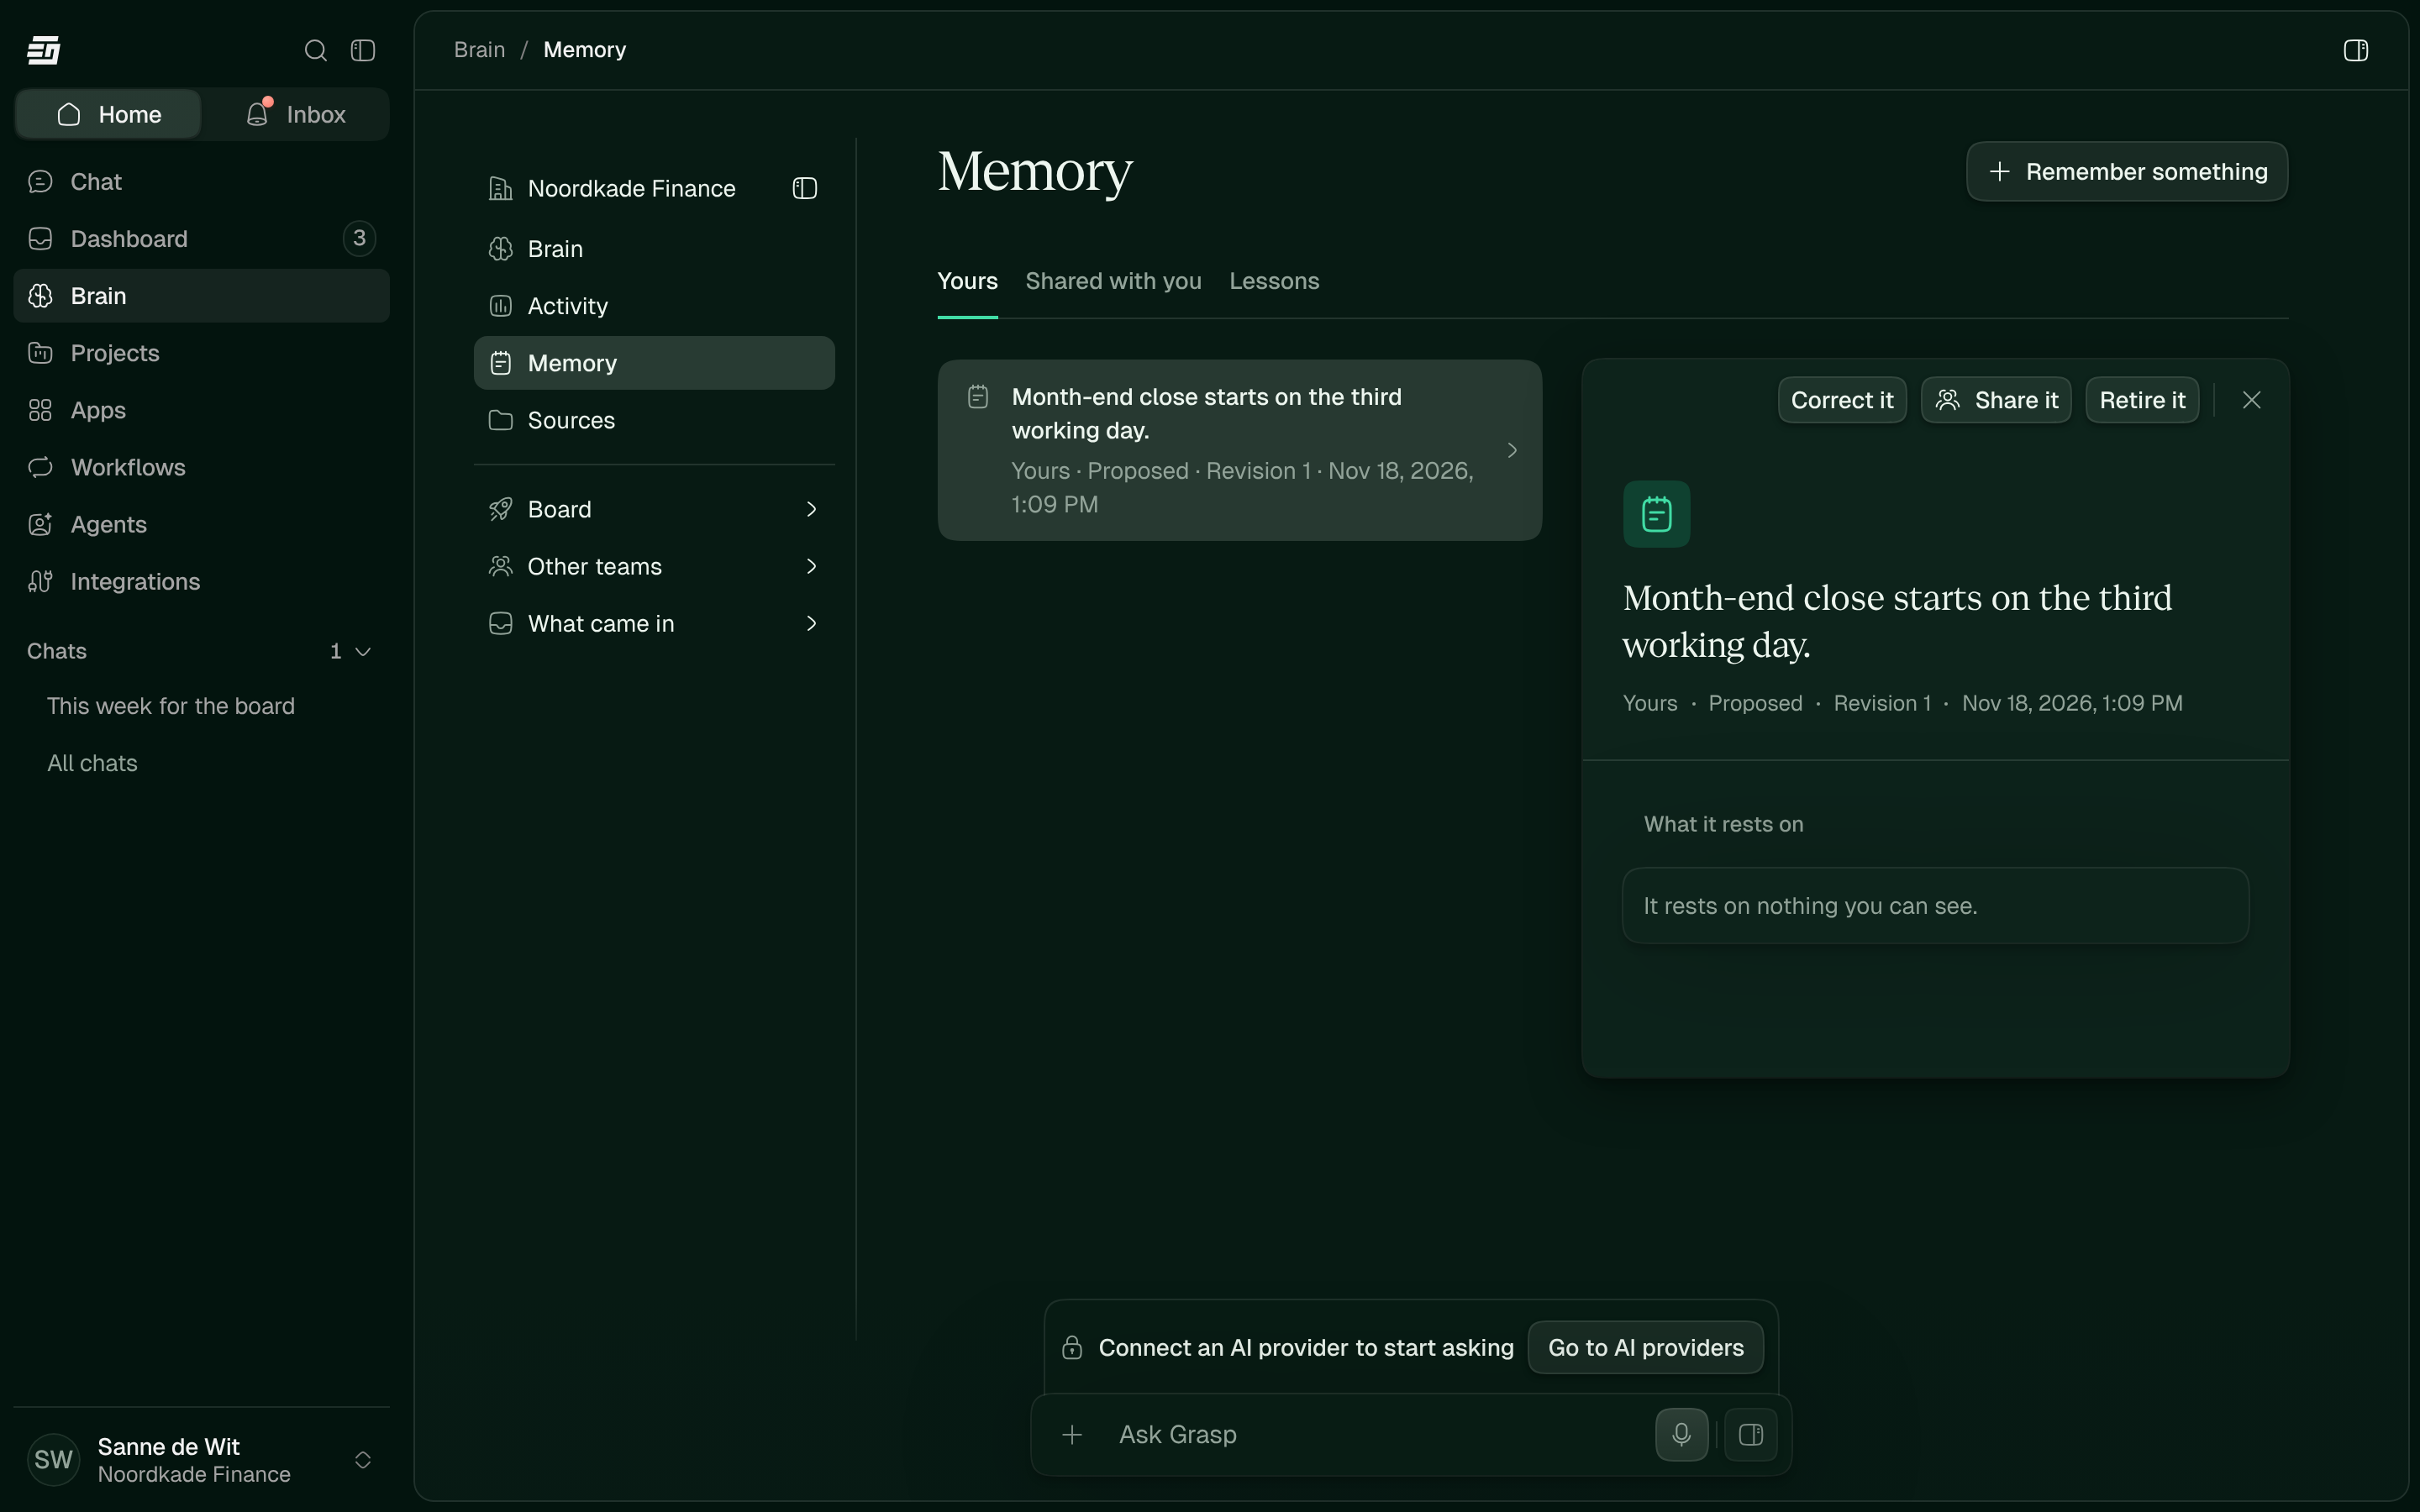 Home
Inbox
Chat
Dashboard
3
Brain
Projects
Apps
Workflows
Agents
Integrations
Chats
1
This week for the board
All chats
SW
Sanne de Wit
Noordkade Finance
Brain / Memory
Noordkade Finance
Brain
Activity
Memory
Sources
Board
Other teams
What came in
Memory
Remember something
Yours
Shared with you
Lessons
Month-end close starts on the third
working day.
Yours · Proposed · Revision 1 · Nov 18, 2026,
1:09 PM
Correct it
Share it
Retire it
Month-end close starts on the third
working day.
Yours · Proposed · Revision 1 · Nov 18, 2026, 1:09 PM
What it rests on
It rests on nothing you can see.
Connect an AI provider to start asking
Go to AI providers
Ask Grasp